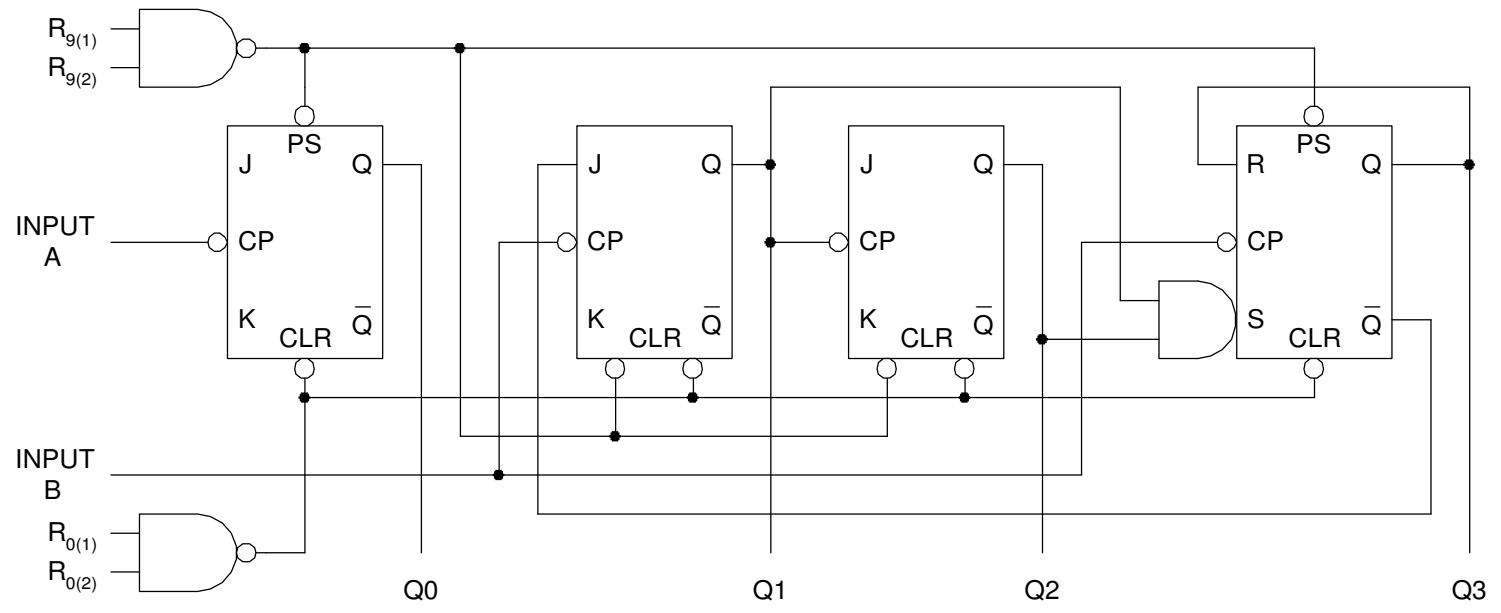 R9(1)
R9(2)
PS
PS
J Q
J Q
J Q
R Q
INPUT
A
CP
CP
CP
CP
K Q̅
K Q̅
K Q̅
S Q̅
CLR
CLR
CLR
CLR
INPUT
B
R0(1)
R0(2)
Q0 Q1 Q2 Q3